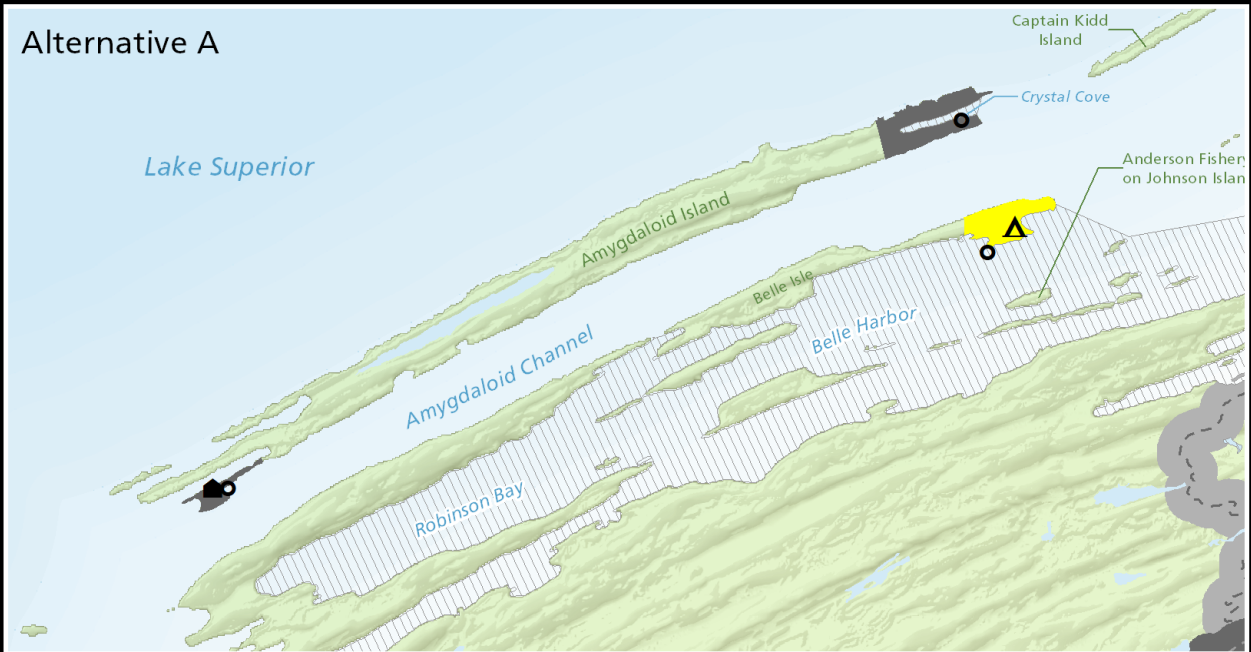 Alternative A
Captain Kidd
Island
Crystal Cove
Lake Superior
Anderson Fishery
on Johnson Islan
Amygdaloid Island
Belle Isle
Belle Harbor
Amygdaloid Channel
Robinson Bay